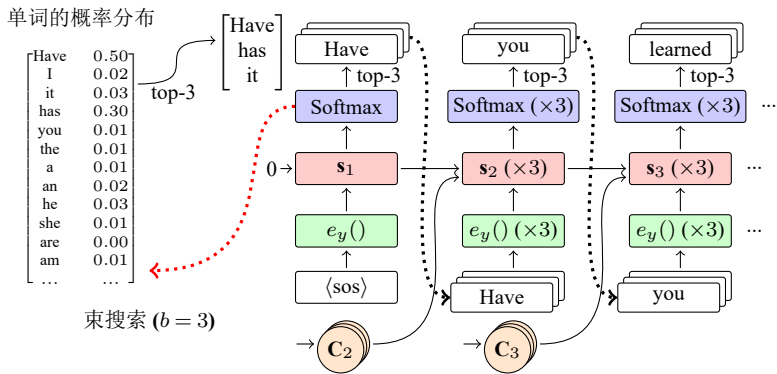 单词的概率分布
Have 0.50
I 0.02
it 0.03
has 0.30
you 0.01
the 0.01
a 0.01
an 0.02
he 0.03
she 0.01
are 0.00
am 0.01
... ...
top-3
Have
has
it
束搜索 (b = 3)
Have
top-3
Softmax
0
s₁
e_y()
⟨sos⟩
C₂
you
top-3
Softmax (×3)
s₂ (×3)
e_y() (×3)
Have
C₃
learned
top-3
Softmax (×3)
...
s₃ (×3)
...
e_y() (×3)
...
you